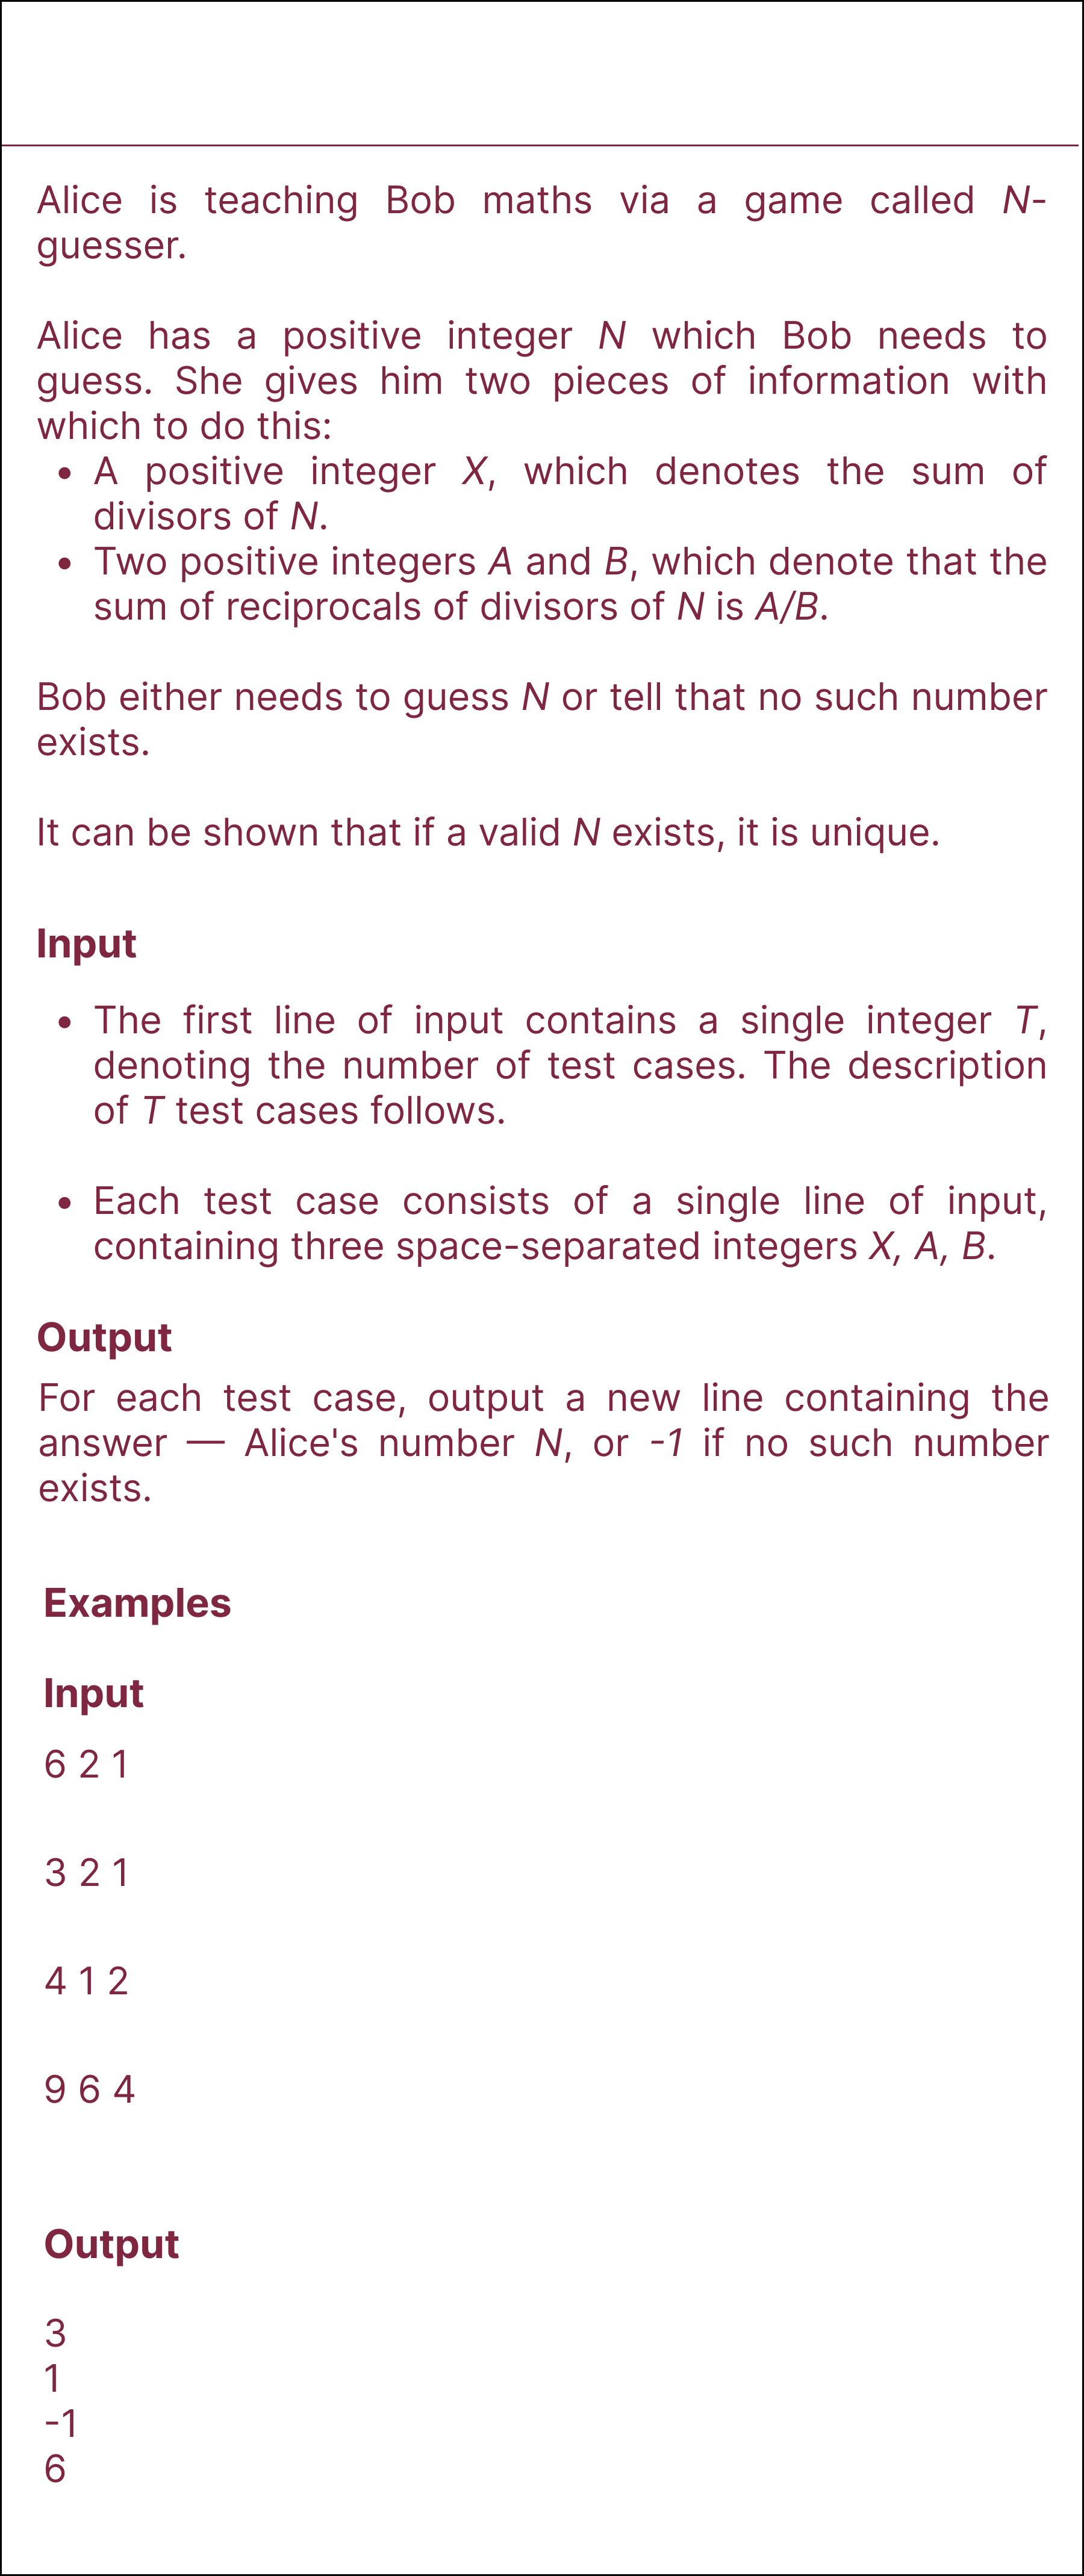 Alice is teaching Bob maths via a game called N-
guesser.
Alice has a positive integer N which Bob needs to
guess. She gives him two pieces of information with
which to do this:
• A positive integer X, which denotes the sum of
divisors of N.
• Two positive integers A and B, which denote that the
sum of reciprocals of divisors of N is A/B.
Bob either needs to guess N or tell that no such number
exists.
It can be shown that if a valid N exists, it is unique.
Input
• The first line of input contains a single integer T,
denoting the number of test cases. The description
of T test cases follows.
• Each test case consists of a single line of input,
containing three space-separated integers X, A, B.
Output
For each test case, output a new line containing the
answer — Alice's number N, or -1 if no such number
exists.
Examples
Input
6 2 1
3 2 1
4 1 2
9 6 4
Output
3
1
-1
6